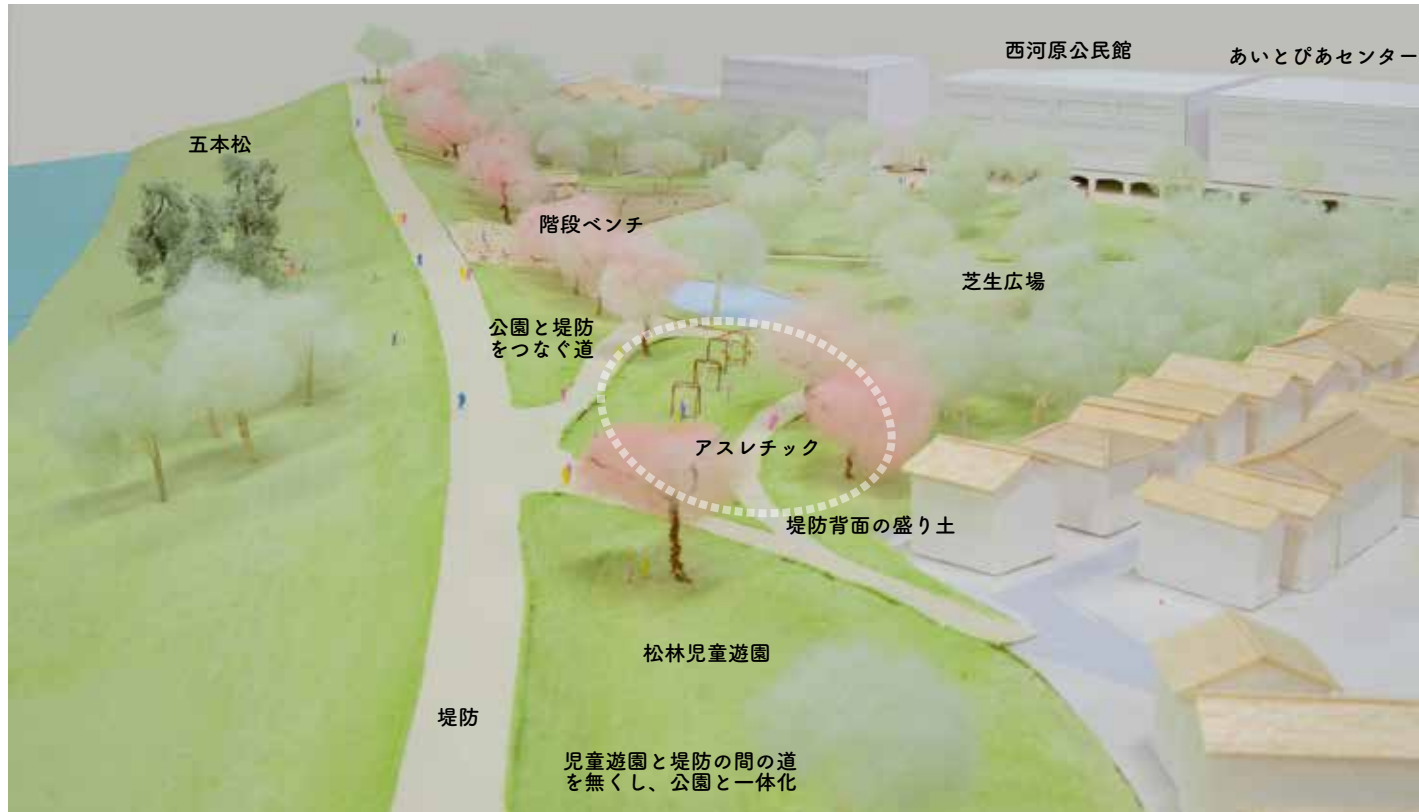 西河原公民館
あいとぴあセンター
五本松
階段ベンチ
芝生広場
公園と堤防
をつなぐ道
アスレチック
堤防背面の盛り土
松林児童遊園
堤防
児童遊園と堤防の間の道
を無くし、公園と一体化